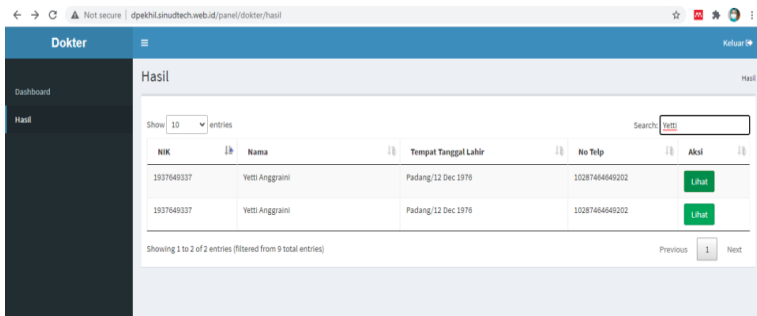 Not secure | dpekhil.sinudtech.web.id/panel/dokter/hasil
Dokter
Keluar
Dashboard
Hasil
Hasil
Hasil
Show 10 entries
Search: Yetti
NIK Nama Tempat Tanggal Lahir No Telp Aksi
1937649337 Yetti Anggraini Padang/12 Dec 1976 10287464649202 Lihat
1937649337 Yetti Anggraini Padang/12 Dec 1976 10287464649202 Lihat
Showing 1 to 2 of 2 entries (filtered from 9 total entries)
Previous 1 Next